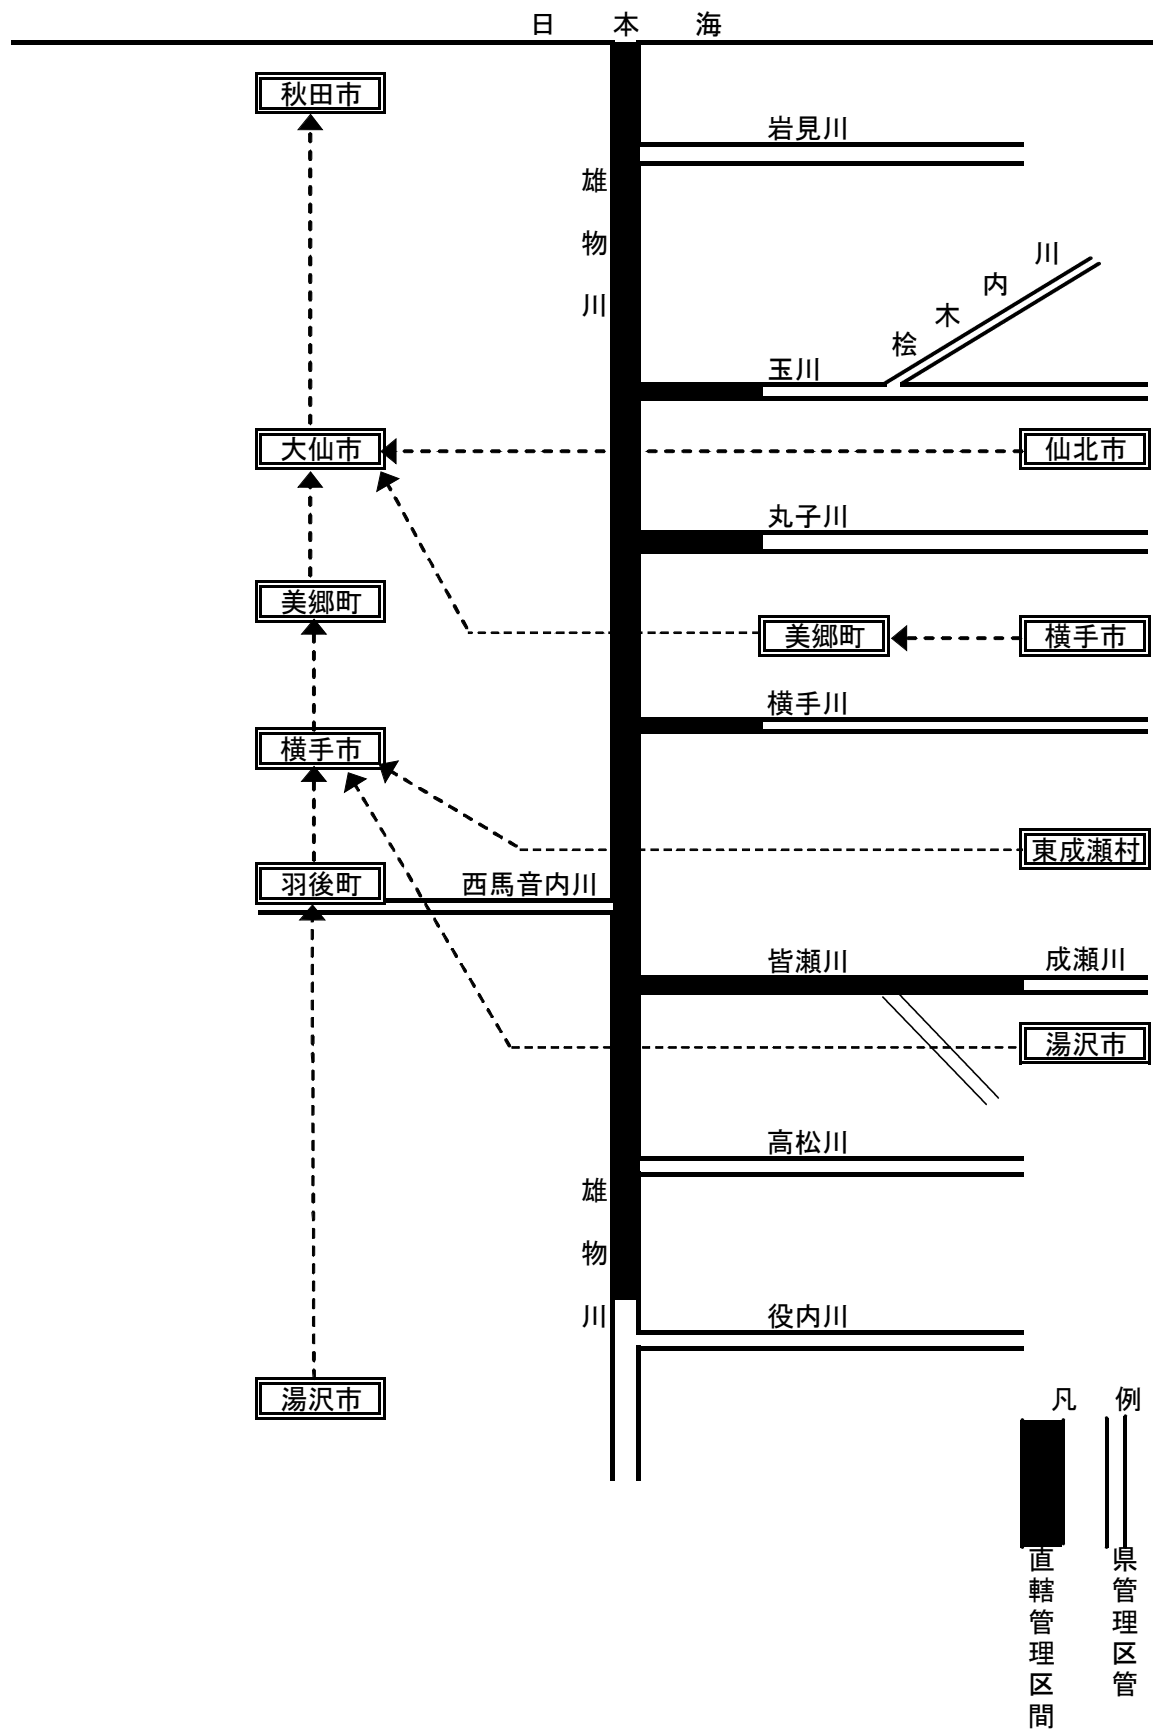 日本海
秋田市
岩見川
雄物川
桧木内川
玉川
大仙市
仙北市
丸子川
美郷町
美郷町
横手市
横手川
横手市
東成瀬村
羽後町
西馬音内川
皆瀬川
成瀬川
湯沢市
高松川
雄物川
役内川
湯沢市
凡例
直轄管理区間
県管理区管